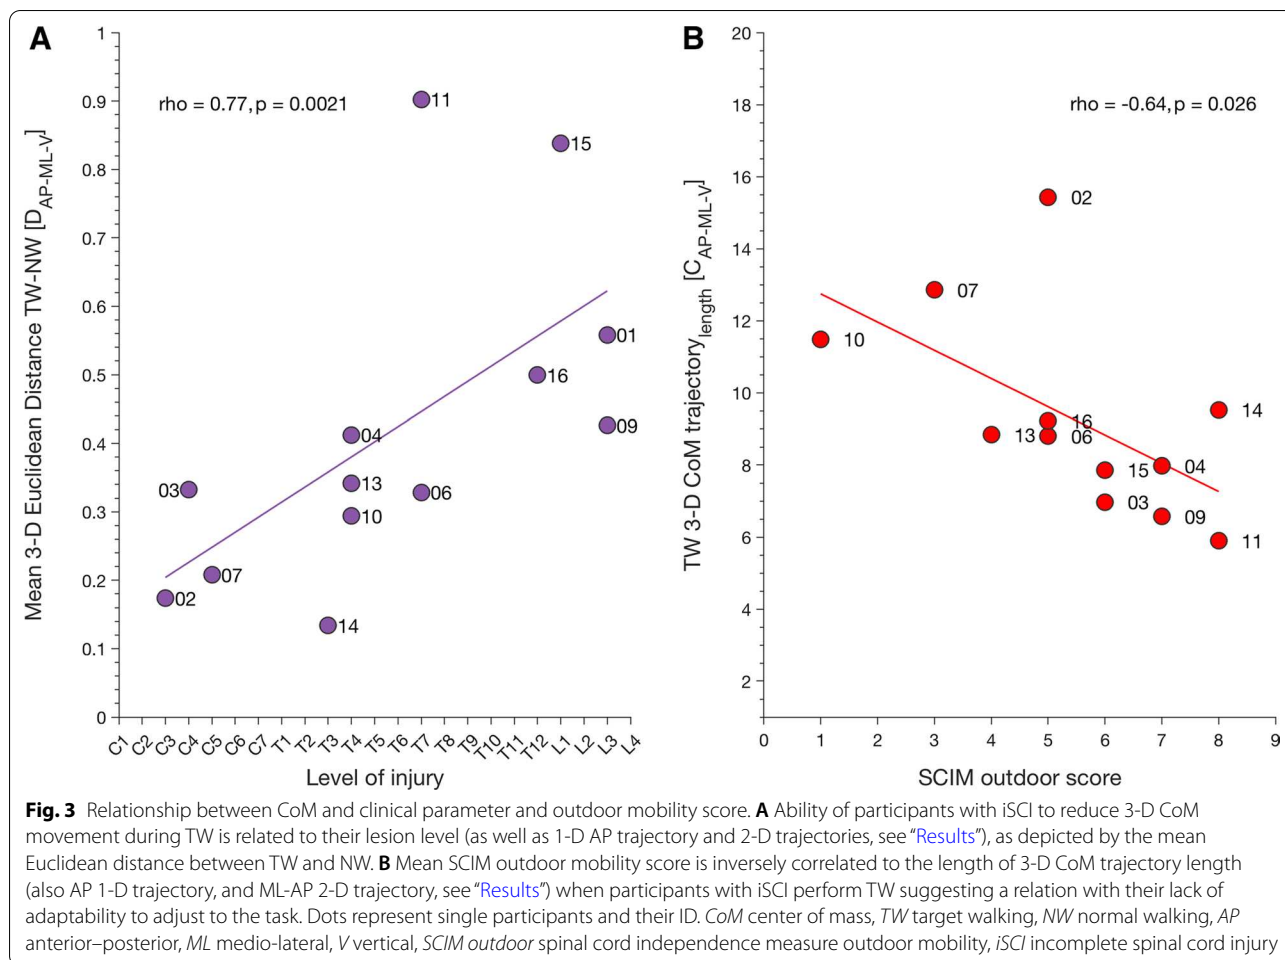 A
rho = 0.77, p = 0.0021
Mean 3-D Euclidean Distance TW-NW [D_AP-ML-V]
1
0.9
0.8
0.7
0.6
0.5
0.4
0.3
0.2
0.1
0
11
15
01
16
09
04
13
03
06
10
07
02
14
C1 C2 C3 C4 C5 C6 C7 T1 T2 T3 T4 T5 T6 T7 T8 T9 T10 T11 T12 L1 L2 L3 L4
Level of injury
B
rho = -0.64, p = 0.026
TW 3-D CoM trajectory_length [C_AP-ML-V]
20
18
16
14
12
10
8
6
4
2
02
07
10
14
16
13
06
15
04
03
09
11
0 1 2 3 4 5 6 7 8 9
SCIM outdoor score
Fig. 3 Relationship between CoM and clinical parameter and outdoor mobility score. A Ability of participants with iSCI to reduce 3-D CoM
movement during TW is related to their lesion level (as well as 1-D AP trajectory and 2-D trajectories, see “Results”), as depicted by the mean
Euclidean distance between TW and NW. B Mean SCIM outdoor mobility score is inversely correlated to the length of 3-D CoM trajectory length
(also AP 1-D trajectory, and ML-AP 2-D trajectory, see “Results”) when participants with iSCI perform TW suggesting a relation with their lack of
adaptability to adjust to the task. Dots represent single participants and their ID. CoM center of mass, TW target walking, NW normal walking, AP
anterior–posterior, ML medio-lateral, V vertical, SCIM outdoor spinal cord independence measure outdoor mobility, iSCI incomplete spinal cord injury